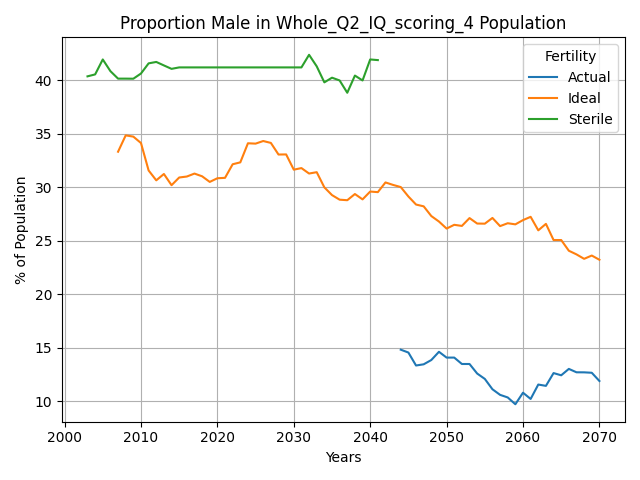 Proportion Male in Whole_Q2_IQ_scoring_4 Population
Fertility
Actual
Ideal
Sterile
% of Population
40
35
30
25
20
15
10
2000 2010 2020 2030 2040 2050 2060 2070
Years